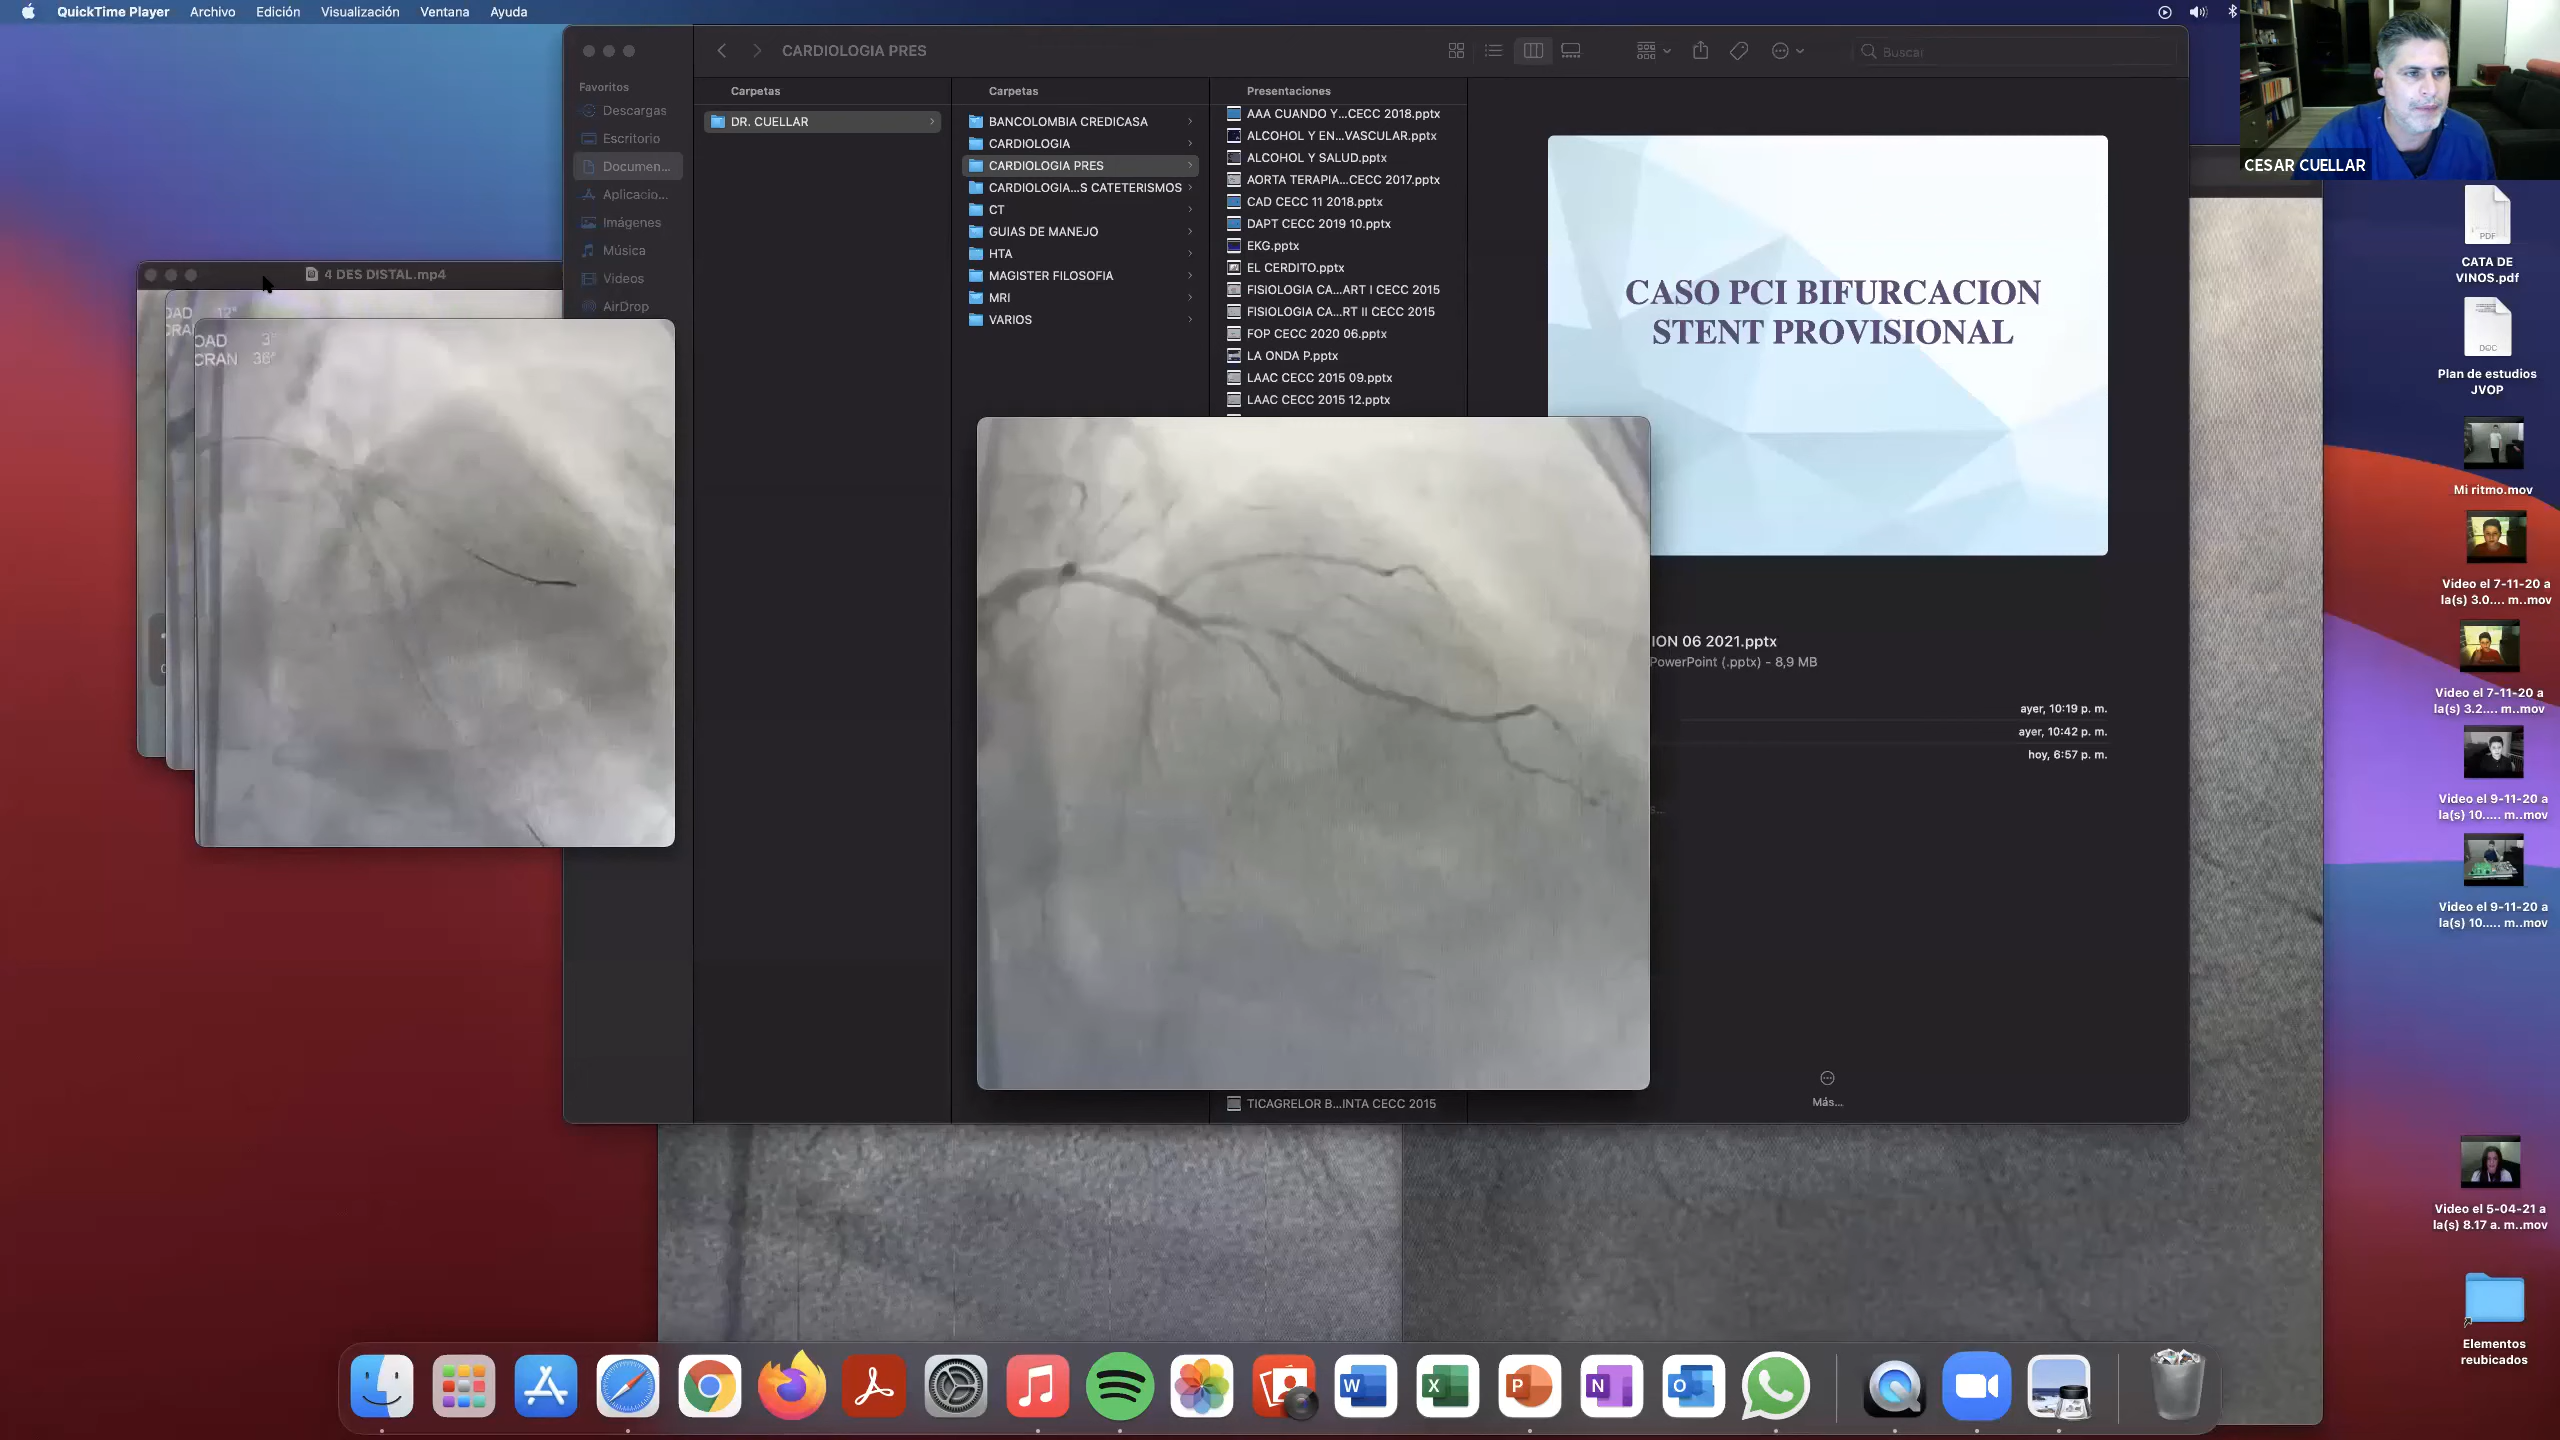 QuickTime Player Archivo Edición Visualización Ventana Ayuda
CARDIOLOGIA PRES
Buscar
Favoritos
Descargas
Escritorio
Documen...
Aplicacio...
Imágenes
Música
Videos
AirDrop
Carpetas
DR. CUELLAR
Carpetas
BANCOLOMBIA CREDICASA
CARDIOLOGIA
CARDIOLOGIA PRES
CARDIOLOGIA...S CATETERISMOS
CT
GUIAS DE MANEJO
HTA
MAGISTER FILOSOFIA
MRI
VARIOS
Presentaciones
AAA CUANDO Y...CECC 2018.pptx
ALCOHOL Y EN...VASCULAR.pptx
ALCOHOL Y SALUD.pptx
AORTA TERAPIA...CECC 2017.pptx
CAD CECC 11 2018.pptx
DAPT CECC 2019 10.pptx
EKG.pptx
EL CERDITO.pptx
FISIOLOGIA CA...ART I CECC 2015
FISIOLOGIA CA...RT II CECC 2015
FOP CECC 2020 06.pptx
LA ONDA P.pptx
LAAC CECC 2015 09.pptx
LAAC CECC 2015 12.pptx
TICAGRELOR B...INTA CECC 2015
CASO PCI BIFURCACION
STENT PROVISIONAL
ION 06 2021.pptx
PowerPoint (.pptx) - 8,9 MB
ayer, 10:19 p. m.
ayer, 10:42 p. m.
hoy, 6:57 p. m.
Más...
4 DES DISTAL.mp4
OAD 12°
CRA
OAD 3°
CRAN 36°
CESAR CUELLAR
PDF
CATA DE
VINOS.pdf
DOC
Plan de estudios
JVOP
Mi ritmo.mov
Video el 7-11-20 a
la(s) 3.0.... m..mov
Video el 7-11-20 a
la(s) 3.2.... m..mov
Video el 9-11-20 a
la(s) 10..... m..mov
Video el 9-11-20 a
la(s) 10..... m..mov
Video el 5-04-21 a
la(s) 8.17 a. m..mov
Elementos
reubicados
W
X
P
N
O